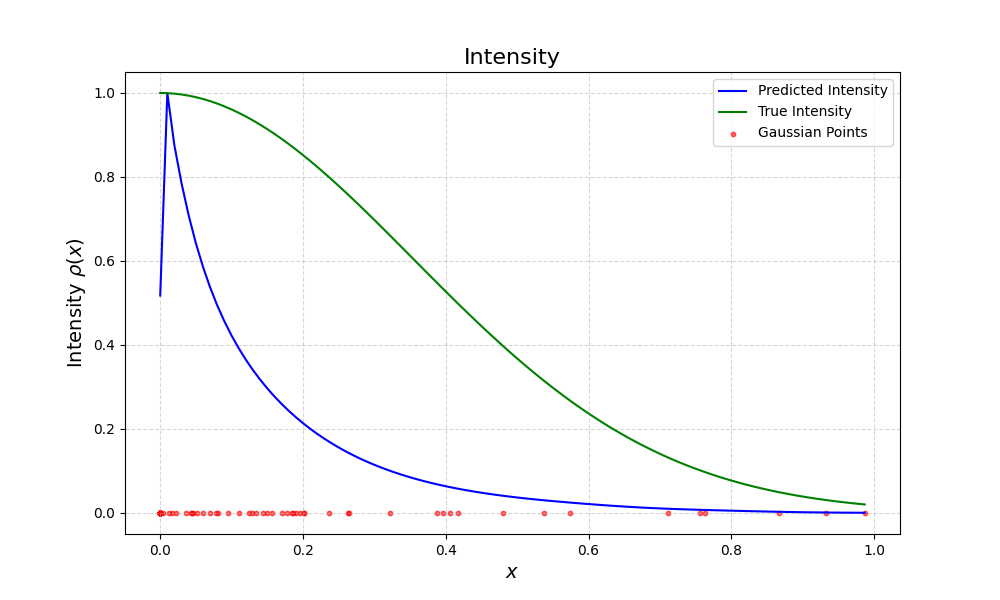 Intensity
Predicted Intensity
True Intensity
Gaussian Points
Intensity ρ(x)
1.0
0.8
0.6
0.4
0.2
0.0
0.0 0.2 0.4 0.6 0.8 1.0
x